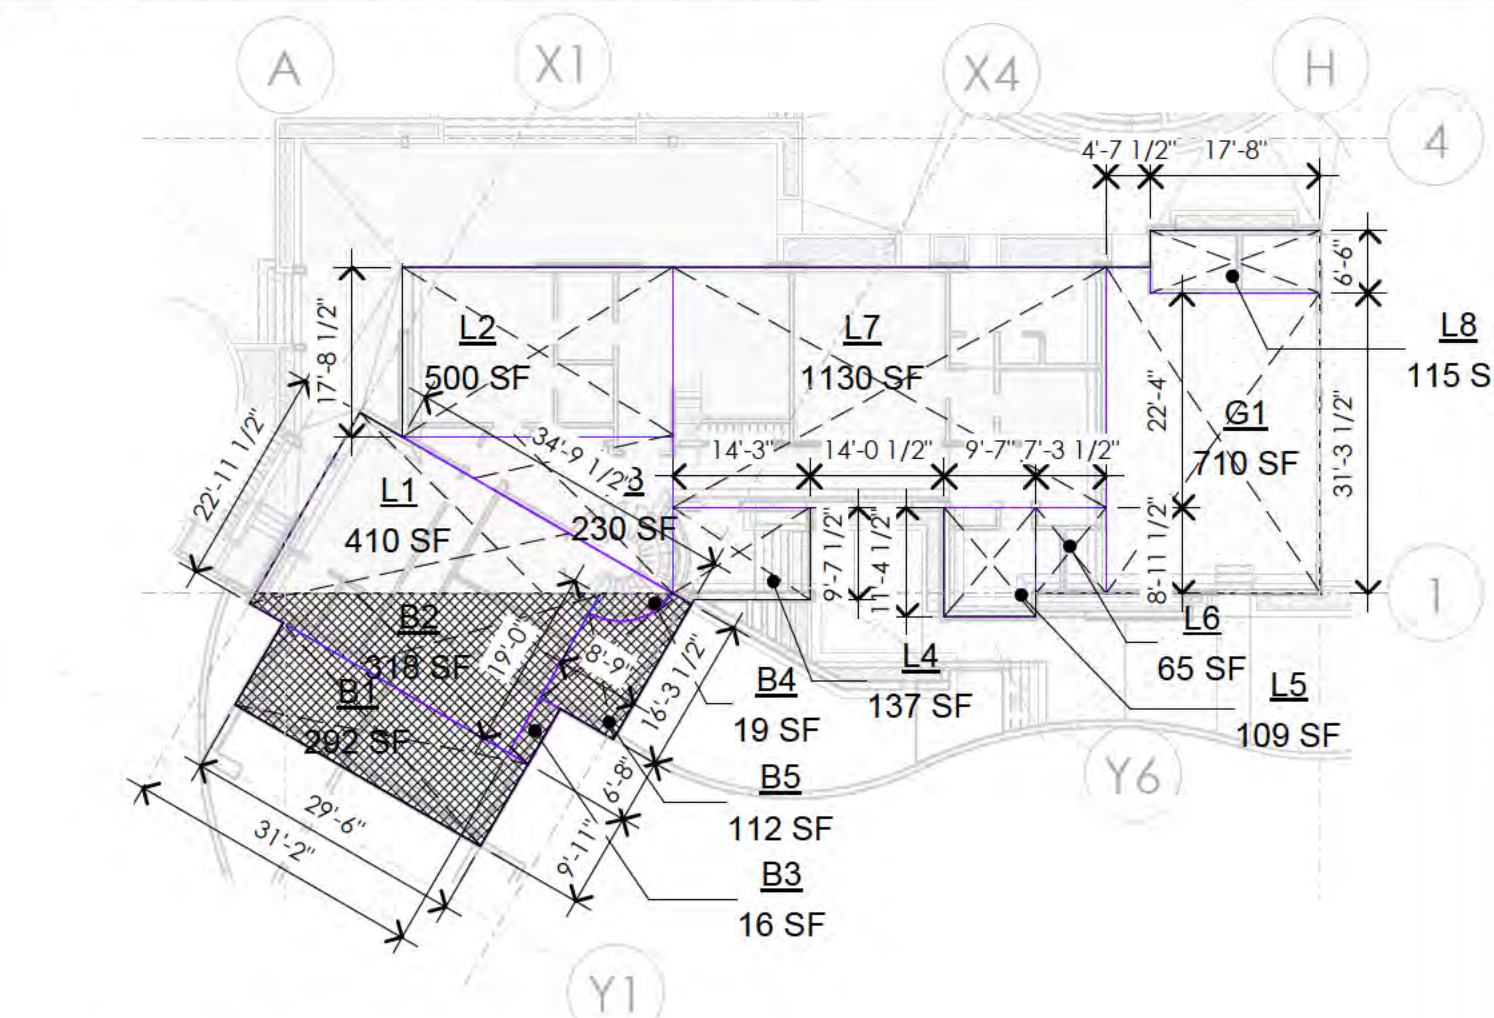 A
X1
X4
H
4
4'-7 1/2"
17'-8"
6'-6"
17'-8 1/2"
L2
500 SF
L7
1130 SF
L8
115 S
22'-4"
G1
710 SF
31'-3 1/2"
22'-11 1/2"
34'-9 1/2"
3
230 SF
14'-3"
14'-0 1/2"
9'-7"
7'-3 1/2"
L1
410 SF
9'-7 1/2"
11'-4 1/2"
8'-11 1/2"
1
B2
318 SF
19'-0"
8'-9"
16'-3 1/2"
B1
292 SF
B4
19 SF
L4
137 SF
L6
65 SF
L5
109 SF
6'-8"
B5
112 SF
Y6
29'-6"
31'-2"
9'-11"
B3
16 SF
Y1